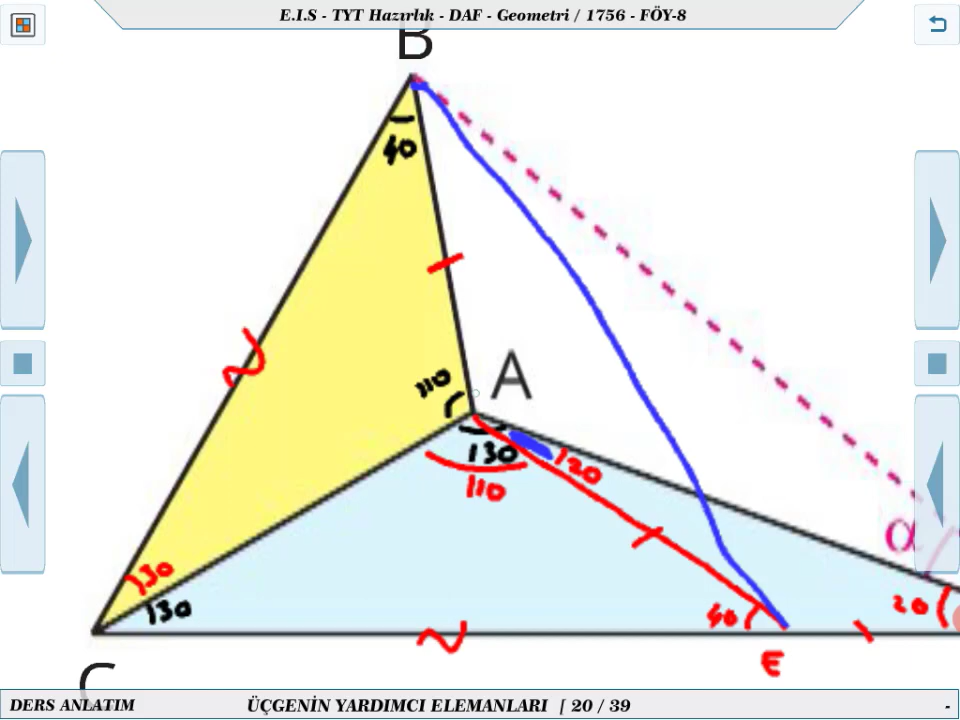 E.I.S - TYT Hazırlık - DAF - Geometri / 1756 - FÖY-8
B
40
110
A
130
120
110
α
130
130
40
20
E
C
DERS ANLATIM
ÜÇGENİN YARDIMCI ELEMANLARI [ 20 / 39
-